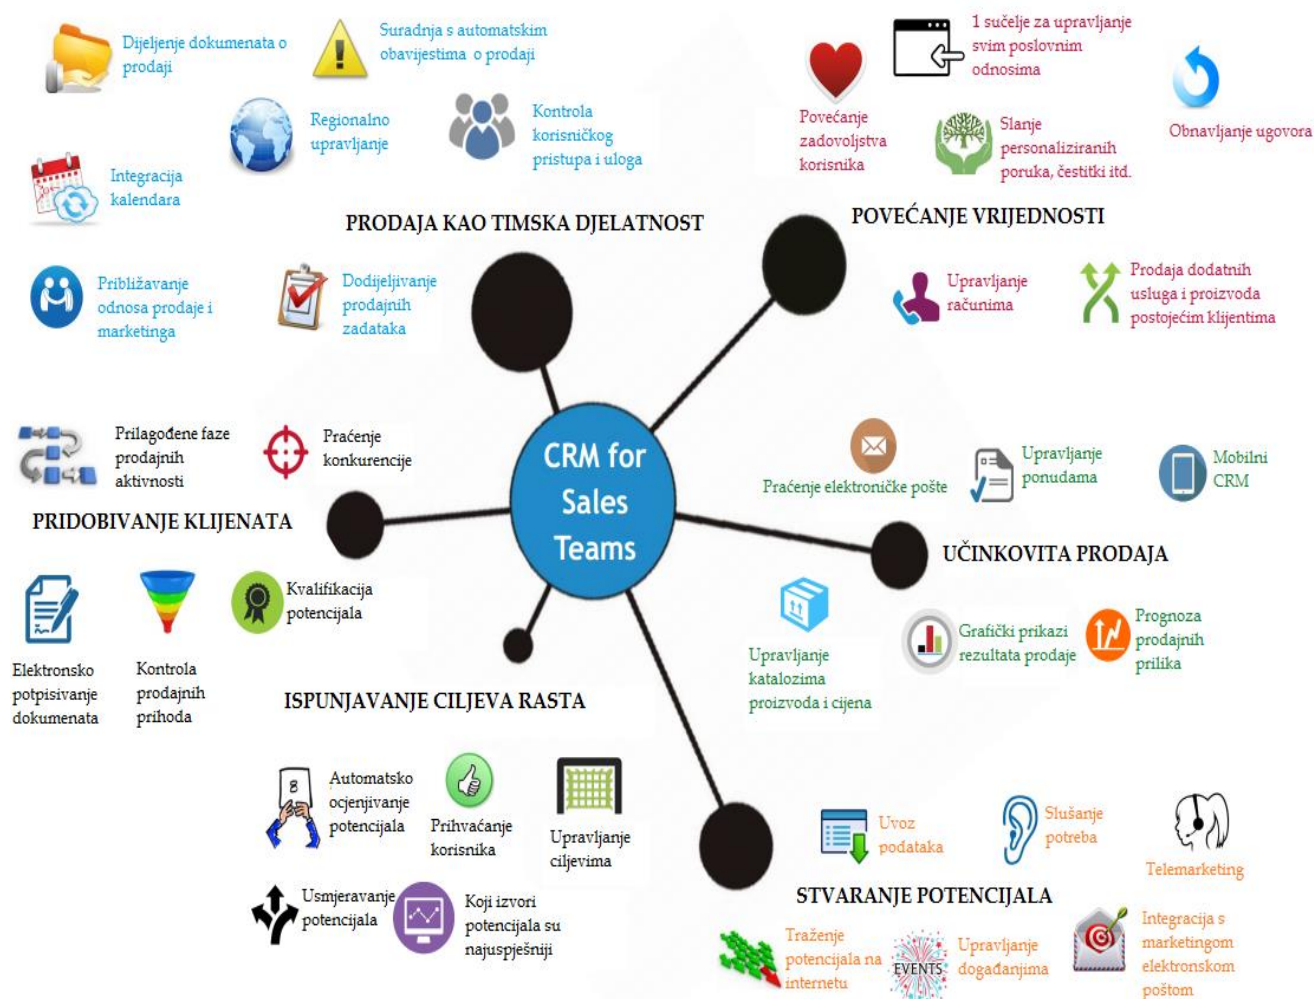 Dijeljenje dokumenata o
prodaji
Suradnja s automatskim
obavijestima o prodaji
Regionalno
upravljanje
Kontrola
korisničkog
pristupa i uloga
Integracija
kalendara
PRODAJA KAO TIMSKA DJELATNOST
Približavanje
odnosa prodaje i
marketinga
Dodijeljivanje
prodajnih
zadataka
1 sučelje za upravljanje
svim poslovnim
odnosima
Povećanje
zadovoljstva
korisnika
Slanje
personaliziranih
poruka, čestitki itd.
Obnavljanje ugovora
POVEĆANJE VRIJEDNOSTI
Upravljanje
računima
Prodaja dodatnih
usluga i proizvoda
postojećim klijentima
CRM for
Sales
Teams
Prilagođene faze
prodajnih
aktivnosti
Praćenje
konkurencije
PRIDOBIVANJE KLIJENATA
Kvalifikacija
potencijala
Elektronsko
potpisivanje
dokumenata
Kontrola
prodajnih
prihoda
Praćenje elektroničke pošte
Upravljanje
ponudama
Mobilni
CRM
UČINKOVITA PRODAJA
Upravljanje
katalozima
proizvoda i cijena
Grafički prikazi
rezultata prodaje
Prognoza
prodajnih
prilika
ISPUNJAVANJE CILJEVA RASTA
8
Automatsko
ocjenjivanje
potencijala
Prihvaćanje
korisnika
Upravljanje
ciljevima
Usmjeravanje
potencijala
Koji izvori
potencijala su
najuspješniji
Uvoz
podataka
Slušanje
potreba
Telemarketing
STVARANJE POTENCIJALA
Traženje
potencijala na
internetu
EVENTS
Upravljanje
događanjima
Integracija s
marketingom
elektronskom
poštom